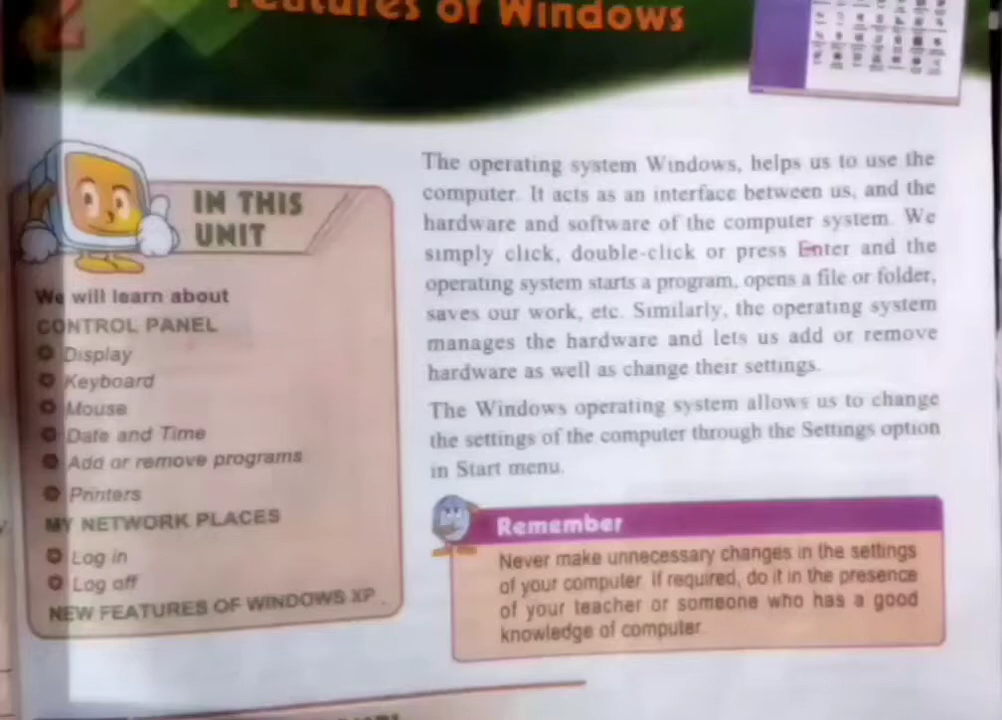 2
Features of Windows
IN THIS
UNIT
We will learn about
CONTROL PANEL
Display
Keyboard
Mouse
Date and Time
Add or remove programs
Printers
MY NETWORK PLACES
Log in
Log off
NEW FEATURES OF WINDOWS XP
The operating system Windows, helps us to use the
computer. It acts as an interface between us, and the
hardware and software of the computer system. We
simply click, double-click or press Enter and the
operating system starts a program, opens a file or folder,
saves our work, etc. Similarly, the operating system
manages the hardware and lets us add or remove
hardware as well as change their settings.
The Windows operating system allows us to change
the settings of the computer through the Settings option
in Start menu.
Remember
Never make unnecessary changes in the settings
of your computer. If required, do it in the presence
of your teacher or someone who has a good
knowledge of computer.